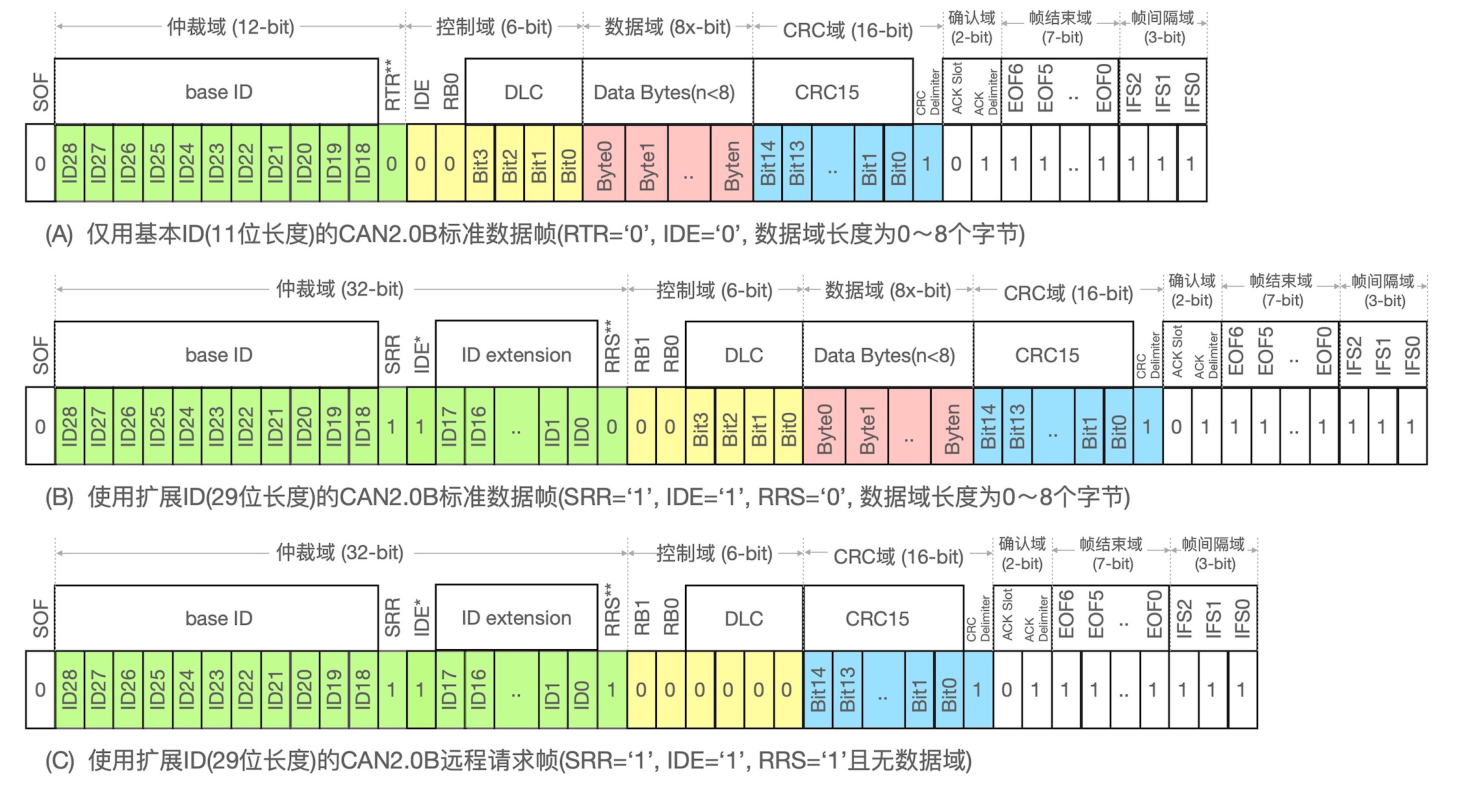 仲裁域 (12-bit) 控制域 (6-bit) 数据域 (8x-bit) CRC域 (16-bit) 确认域 (2-bit) 帧结束域 (7-bit) 帧间隔域 (3-bit)
SOF base ID RTR** IDE RB0 DLC Data Bytes(n<8) CRC15 CRC Delimiter ACK Slot ACK Delimiter EOF6 EOF5 .. EOF0 IFS2 IFS1 IFS0
0 ID28 ID27 ID26 ID25 ID24 ID23 ID22 ID21 ID20 ID19 ID18 0 0 0 Bit3 Bit2 Bit1 Bit0 Byte0 Byte1 .. Byten Bit14 Bit13 .. Bit1 Bit0 1 0 1 1 1 .. 1 1 1 1
(A) 仅用基本ID(11位长度)的CAN2.0B标准数据帧(RTR=‘0’, IDE=‘0’, 数据域长度为0～8个字节)
仲裁域 (32-bit) 控制域 (6-bit) 数据域 (8x-bit) CRC域 (16-bit) 确认域 (2-bit) 帧结束域 (7-bit) 帧间隔域 (3-bit)
SOF base ID SRR IDE* ID extension RRS** RB1 RB0 DLC Data Bytes(n<8) CRC15 CRC Delimiter ACK Slot ACK Delimiter EOF6 EOF5 .. EOF0 IFS2 IFS1 IFS0
0 ID28 ID27 ID26 ID25 ID24 ID23 ID22 ID21 ID20 ID19 ID18 1 1 ID17 ID16 .. ID1 ID0 0 0 0 Bit3 Bit2 Bit1 Bit0 Byte0 Byte1 .. Byten Bit14 Bit13 .. Bit1 Bit0 1 0 1 1 1 .. 1 1 1 1
(B) 使用扩展ID(29位长度)的CAN2.0B标准数据帧(SRR=‘1’, IDE=‘1’, RRS=‘0’, 数据域长度为0～8个字节)
仲裁域 (32-bit) 控制域 (6-bit) CRC域 (16-bit) 确认域 (2-bit) 帧结束域 (7-bit) 帧间隔域 (3-bit)
SOF base ID SRR IDE* ID extension RRS** RB1 RB0 DLC CRC15 CRC Delimiter ACK Slot ACK Delimiter EOF6 EOF5 .. EOF0 IFS2 IFS1 IFS0
0 ID28 ID27 ID26 ID25 ID24 ID23 ID22 ID21 ID20 ID19 ID18 1 1 ID17 ID16 .. ID1 ID0 1 0 0 0 0 0 0 Bit14 Bit13 .. Bit1 Bit0 1 0 1 1 1 .. 1 1 1 1
(C) 使用扩展ID(29位长度)的CAN2.0B远程请求帧(SRR=‘1’, IDE=‘1’, RRS=‘1’且无数据域)